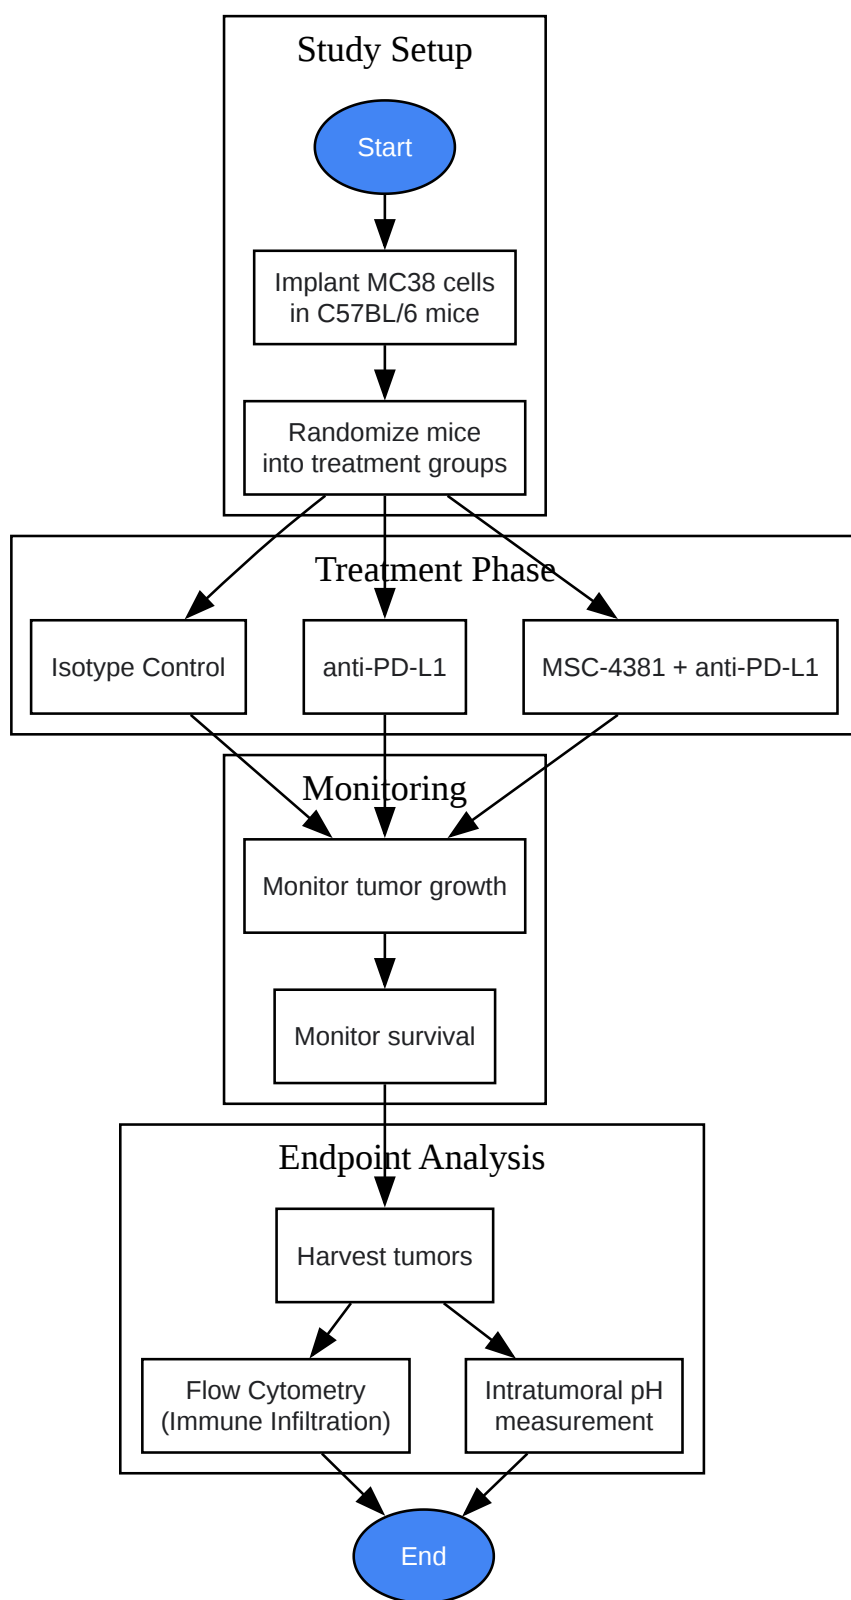 Study Setup
Start
Implant MC38 cells
in C57BL/6 mice
Randomize mice
into treatment groups
Treatment Phase
Isotype Control
anti-PD-L1
MSC-4381 + anti-PD-L1
Monitoring
Monitor tumor growth
Monitor survival
Endpoint Analysis
Harvest tumors
Flow Cytometry
(Immune Infiltration)
Intratumoral pH
measurement
End